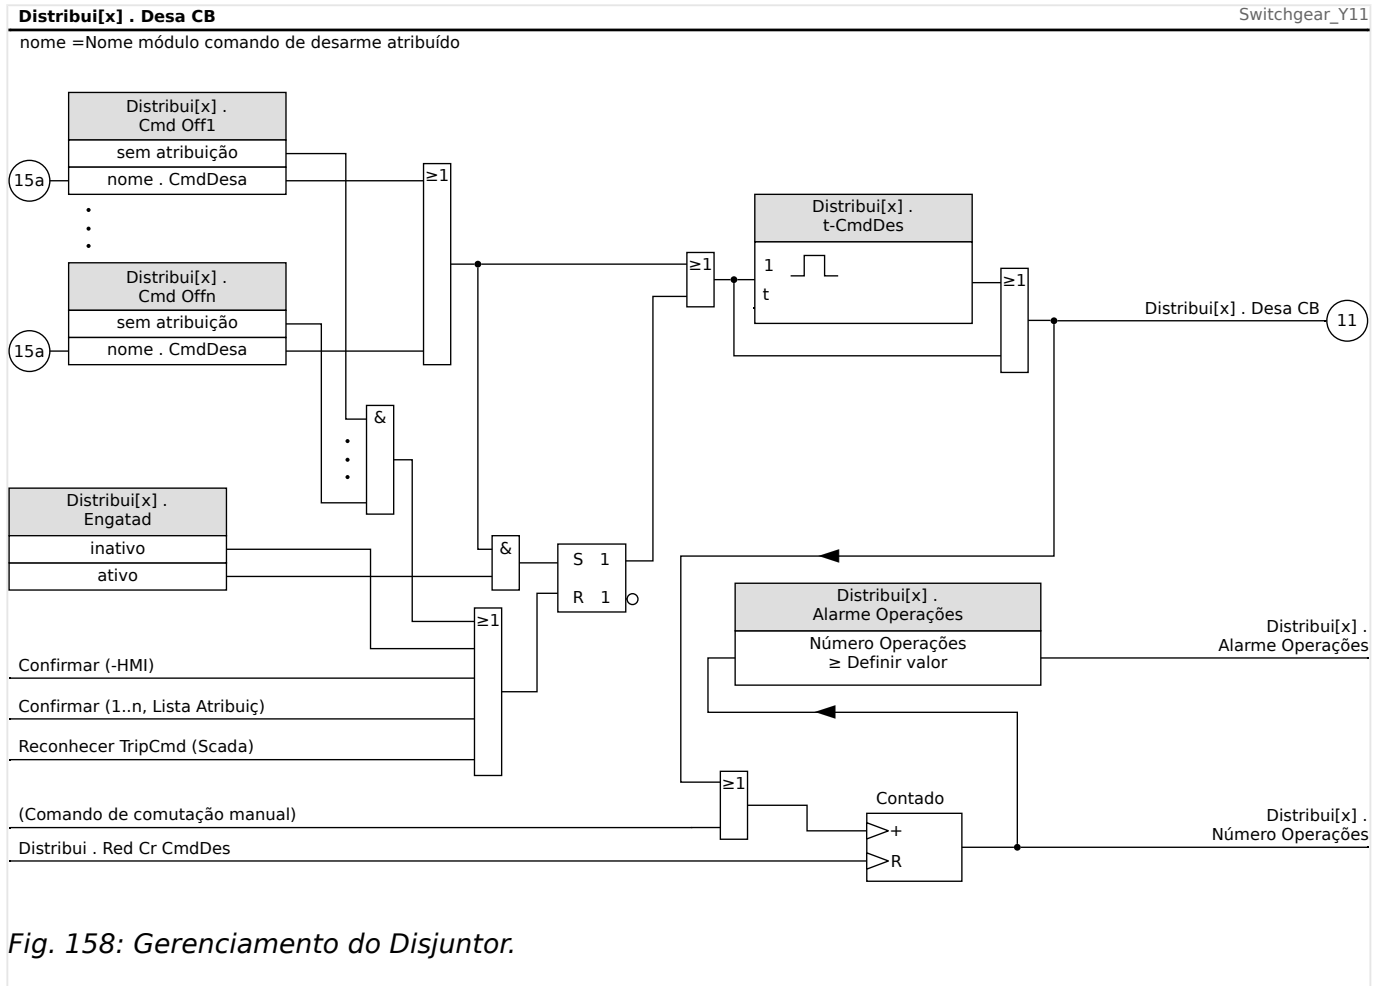 Distribui[x] . Desa CB
Switchgear_Y11
nome =Nome módulo comando de desarme atribuído
Distribui[x] .
Cmd Off1
sem atribuição
15a
nome . CmdDesa
≥1
Distribui[x] .
t-CmdDes
1
t
≥1
≥1
Distribui[x] .
Cmd Offn
sem atribuição
15a
nome . CmdDesa
Distribui[x] . Desa CB
11
&
Distribui[x] .
Engatad
inativo
ativo
&
S 1
R 1
≥1
Distribui[x] .
Alarme Operações
Número Operações
≥ Definir valor
Distribui[x] .
Alarme Operações
Confirmar (-HMI)
Confirmar (1..n, Lista Atribuiç)
Reconhecer TripCmd (Scada)
≥1
(Comando de comutação manual)
Contado
+
R
Distribui[x] .
Número Operações
Distribui . Red Cr CmdDes
Fig. 158: Gerenciamento do Disjuntor.